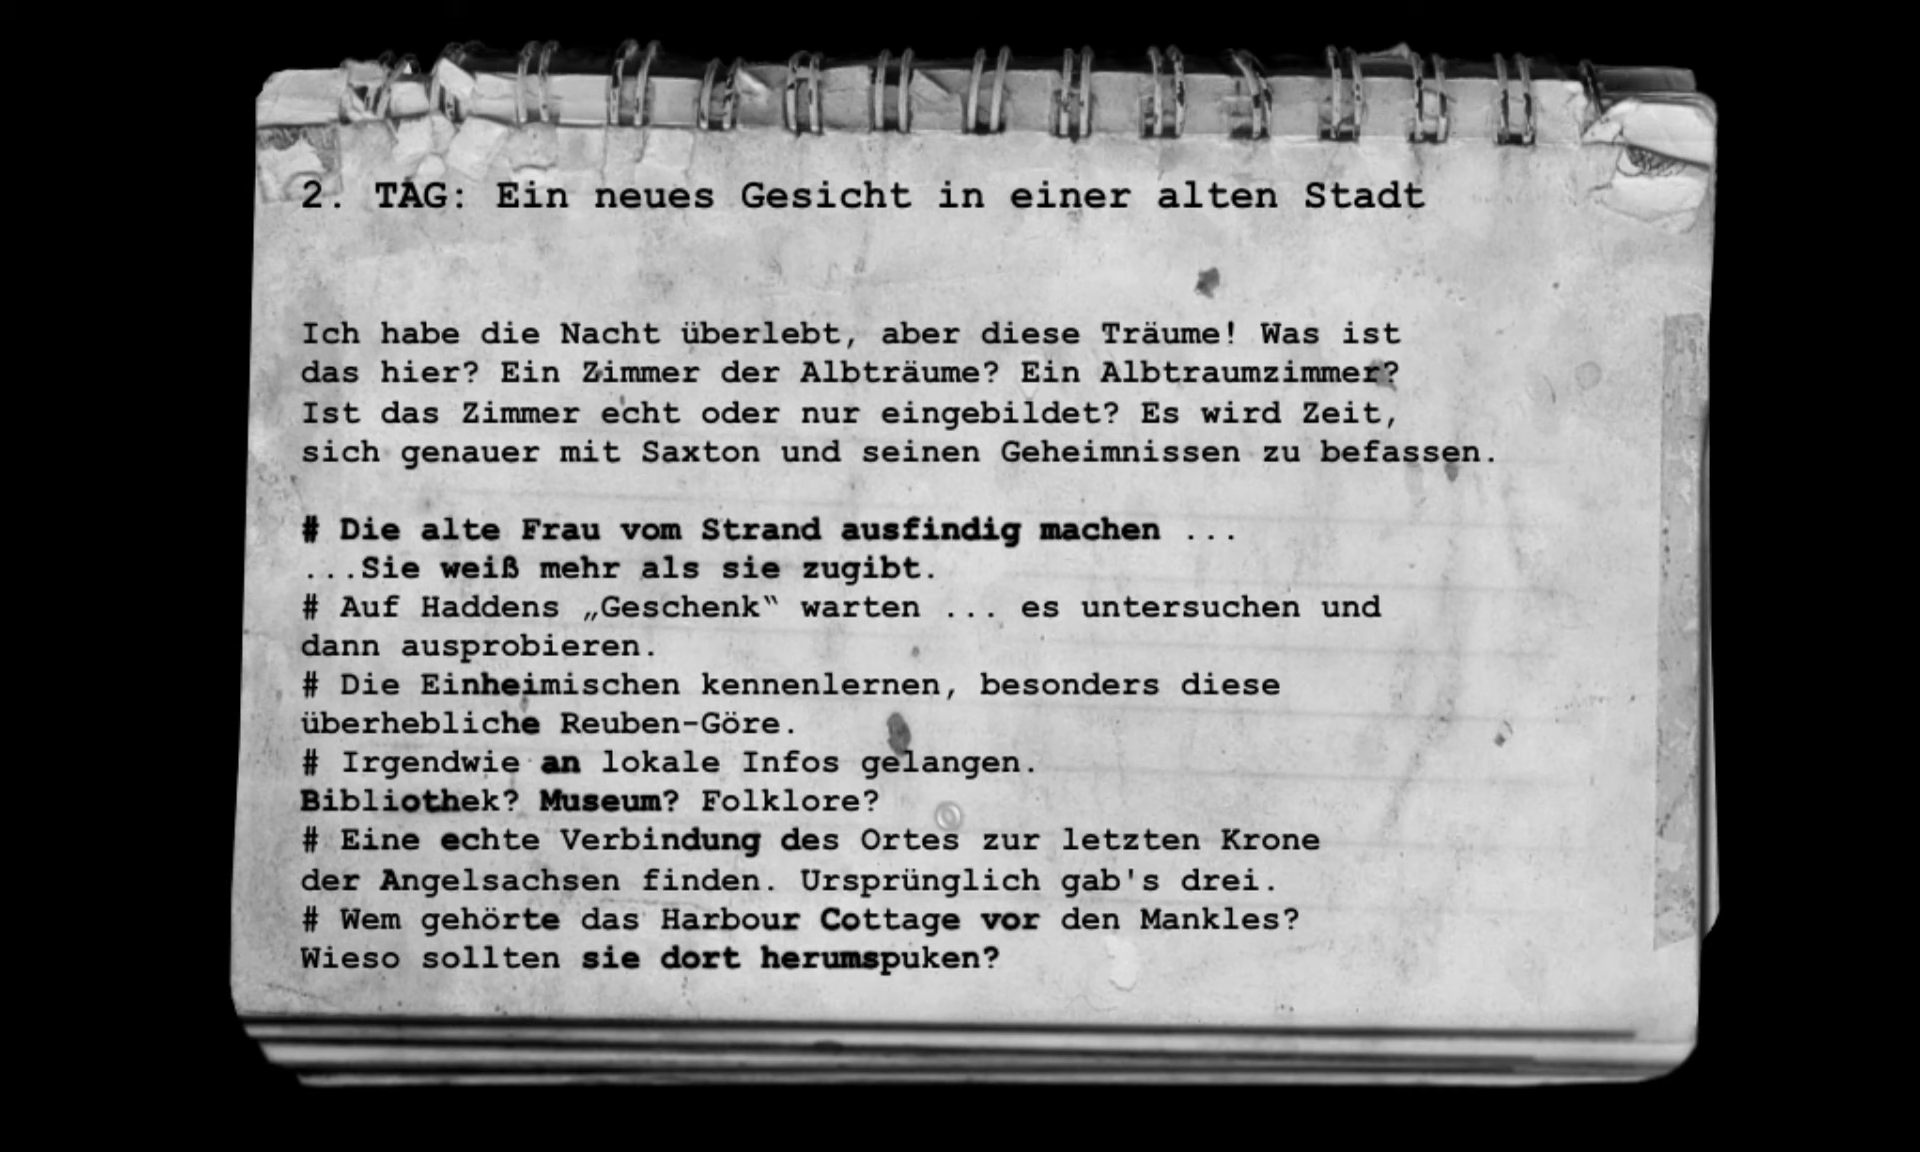 2. TAG: Ein neues Gesicht in einer alten Stadt
Ich habe die Nacht überlebt, aber diese Träume! Was ist
das hier? Ein Zimmer der Albträume? Ein Albtraumzimmer?
Ist das Zimmer echt oder nur eingebildet? Es wird Zeit,
sich genauer mit Saxton und seinen Geheimnissen zu befassen.
# Die alte Frau vom Strand ausfindig machen ...
...Sie weiß mehr als sie zugibt.
# Auf Haddens „Geschenk‟ warten ... es untersuchen und
dann ausprobieren.
# Die Einheimischen kennenlernen, besonders diese
überhebliche Reuben-Göre.
# Irgendwie an lokale Infos gelangen.
Bibliothek? Museum? Folklore?
# Eine echte Verbindung des Ortes zur letzten Krone
der Angelsachsen finden. Ursprünglich gab's drei.
# Wem gehörte das Harbour Cottage vor den Mankles?
Wieso sollten sie dort herumspuken?